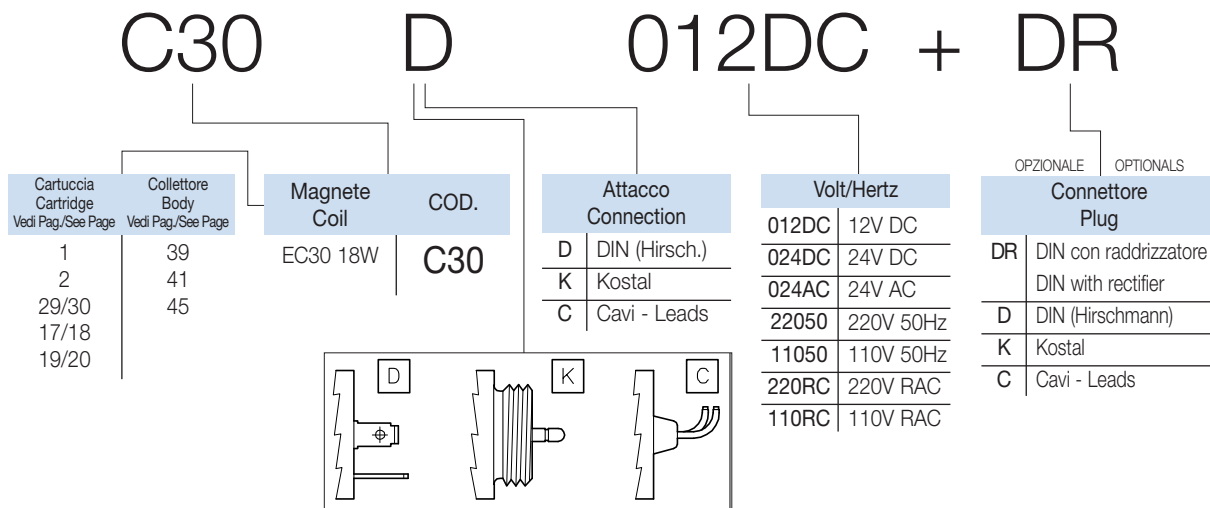 C30 D 012DC + DR
OPZIONALE OPTIONALS
Cartuccia
Cartridge
Vedi Pag./See Page
Collettore
Body
Vedi Pag./See Page
1 39
2 41
29/30 45
17/18
19/20
Magnete
Coil
COD.
EC30 18W C30
Attacco
Connection
D DIN (Hirsch.)
K Kostal
C Cavi - Leads
D K C
Volt/Hertz
012DC 12V DC
024DC 24V DC
024AC 24V AC
22050 220V 50Hz
11050 110V 50Hz
220RC 220V RAC
110RC 110V RAC
Connettore
Plug
DR DIN con raddrizzatore
DIN with rectifier
D DIN (Hirschmann)
K Kostal
C Cavi - Leads